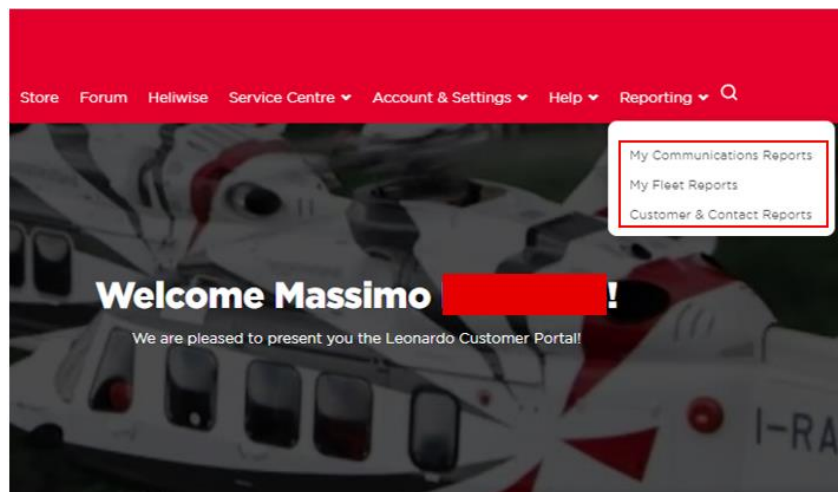 Store Forum Heliwise Service Centre Account & Settings Help Reporting
My Communications Reports
My Fleet Reports
Customer & Contact Reports
Welcome Massimo !
We are pleased to present you the Leonardo Customer Portal!
I-RA